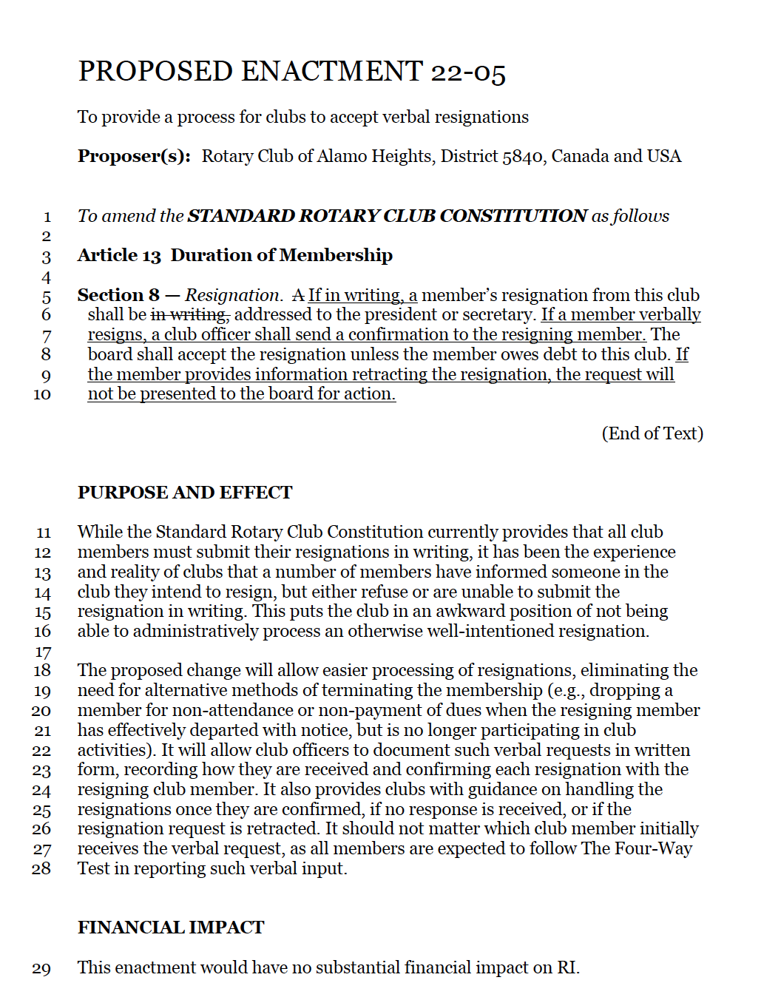 PROPOSED ENACTMENT 22-05
To provide a process for clubs to accept verbal resignations
Proposer(s): Rotary Club of Alamo Heights, District 5840, Canada and USA
1 To amend the STANDARD ROTARY CLUB CONSTITUTION as follows
2
3 Article 13 Duration of Membership
4
5 Section 8 — Resignation. A If in writing, a member’s resignation from this club
6 shall be in writing, addressed to the president or secretary. If a member verbally
7 resigns, a club officer shall send a confirmation to the resigning member. The
8 board shall accept the resignation unless the member owes debt to this club. If
9 the member provides information retracting the resignation, the request will
10 not be presented to the board for action.
(End of Text)
PURPOSE AND EFFECT
11 While the Standard Rotary Club Constitution currently provides that all club
12 members must submit their resignations in writing, it has been the experience
13 and reality of clubs that a number of members have informed someone in the
14 club they intend to resign, but either refuse or are unable to submit the
15 resignation in writing. This puts the club in an awkward position of not being
16 able to administratively process an otherwise well-intentioned resignation.
17
18 The proposed change will allow easier processing of resignations, eliminating the
19 need for alternative methods of terminating the membership (e.g., dropping a
20 member for non-attendance or non-payment of dues when the resigning member
21 has effectively departed with notice, but is no longer participating in club
22 activities). It will allow club officers to document such verbal requests in written
23 form, recording how they are received and confirming each resignation with the
24 resigning club member. It also provides clubs with guidance on handling the
25 resignations once they are confirmed, if no response is received, or if the
26 resignation request is retracted. It should not matter which club member initially
27 receives the verbal request, as all members are expected to follow The Four-Way
28 Test in reporting such verbal input.
FINANCIAL IMPACT
29 This enactment would have no substantial financial impact on RI.